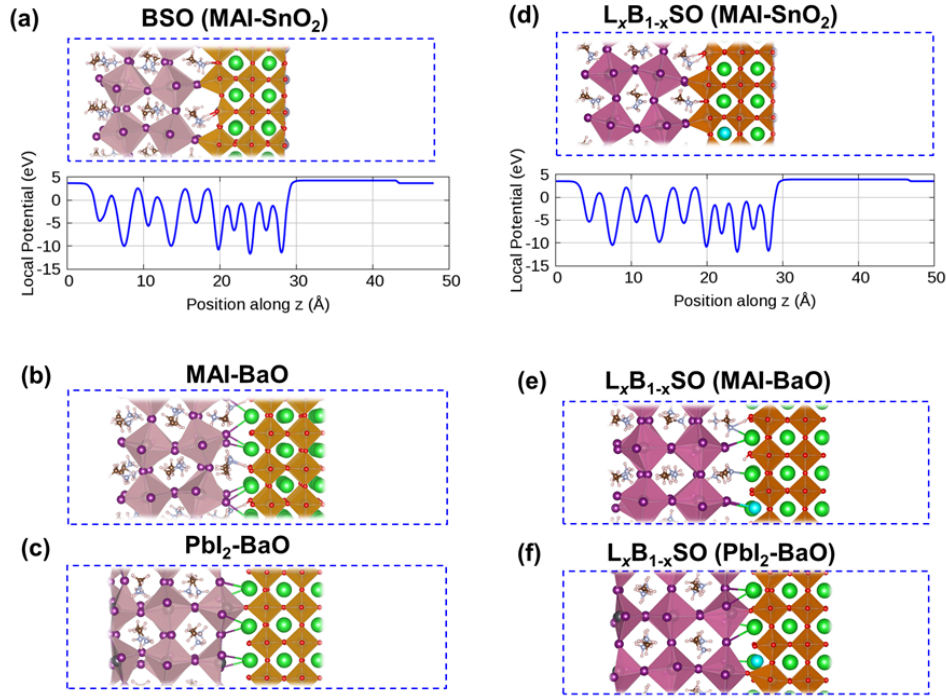 (a) BSO (MAI-SnO₂)
Local Potential (eV)
5
0
-5
-10
-15
0 10 20 30 40 50
Position along z (Å)
(d) LₓB₁₋ₓSO (MAI-SnO₂)
Local Potential (eV)
5
0
-5
-10
-15
0 10 20 30 40 50
Position along z (Å)
(b) MAI-BaO
(e) LₓB₁₋ₓSO (MAI-BaO)
(c) PbI₂-BaO
(f) LₓB₁₋ₓSO (PbI₂-BaO)